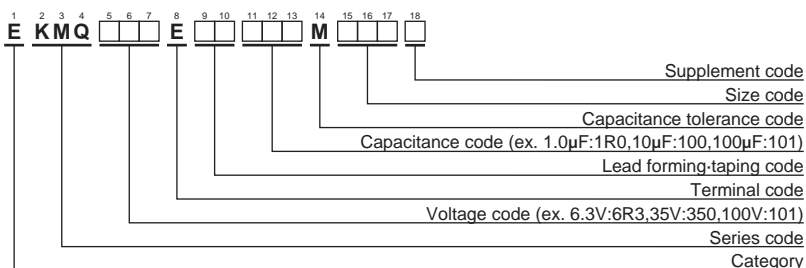 1 2 3 4 5 6 7 8 9 10 11 12 13 14 15 16 17 18
E KMQ □□□ E □□ □□□ M □□□ □
Supplement code
Size code
Capacitance tolerance code
Capacitance code (ex. 1.0μF:1R0,10μF:100,100μF:101)
Lead forming·taping code
Terminal code
Voltage code (ex. 6.3V:6R3,35V:350,100V:101)
Series code
Category